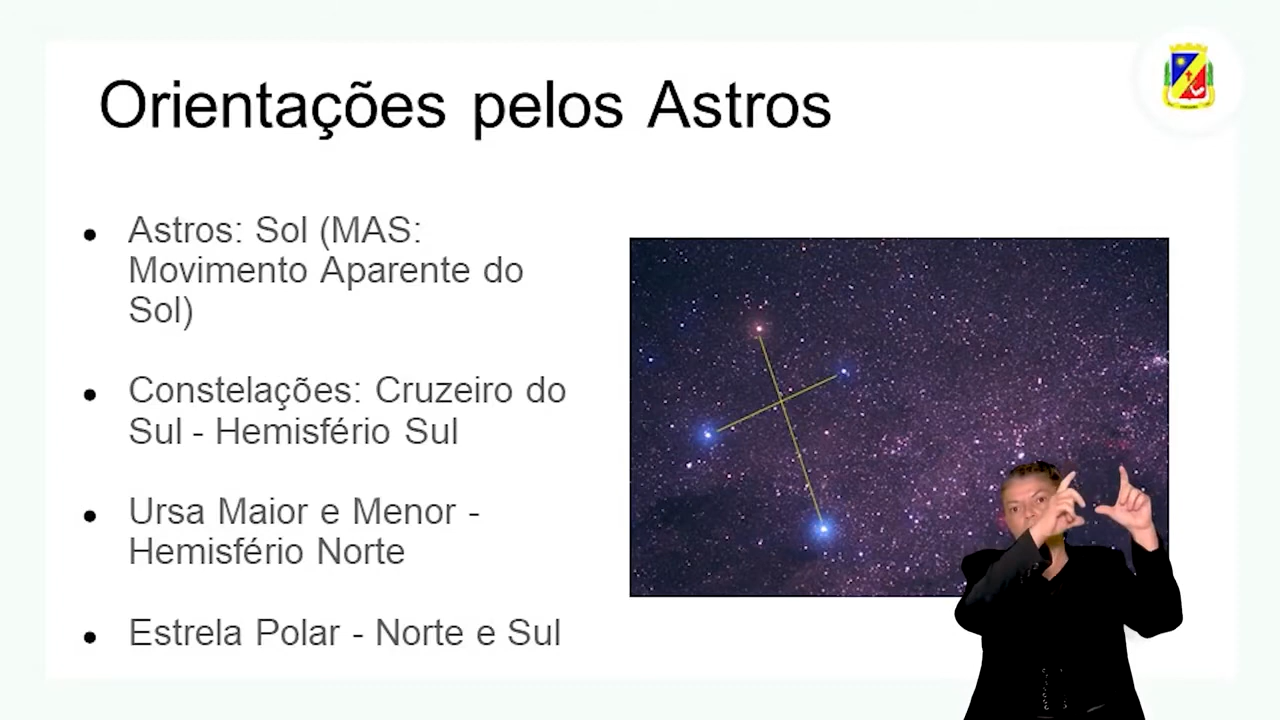 Orientações pelos Astros
Astros: Sol (MAS:
Movimento Aparente do
Sol)
Constelações: Cruzeiro do
Sul - Hemisfério Sul
Ursa Maior e Menor -
Hemisfério Norte
Estrela Polar - Norte e Sul